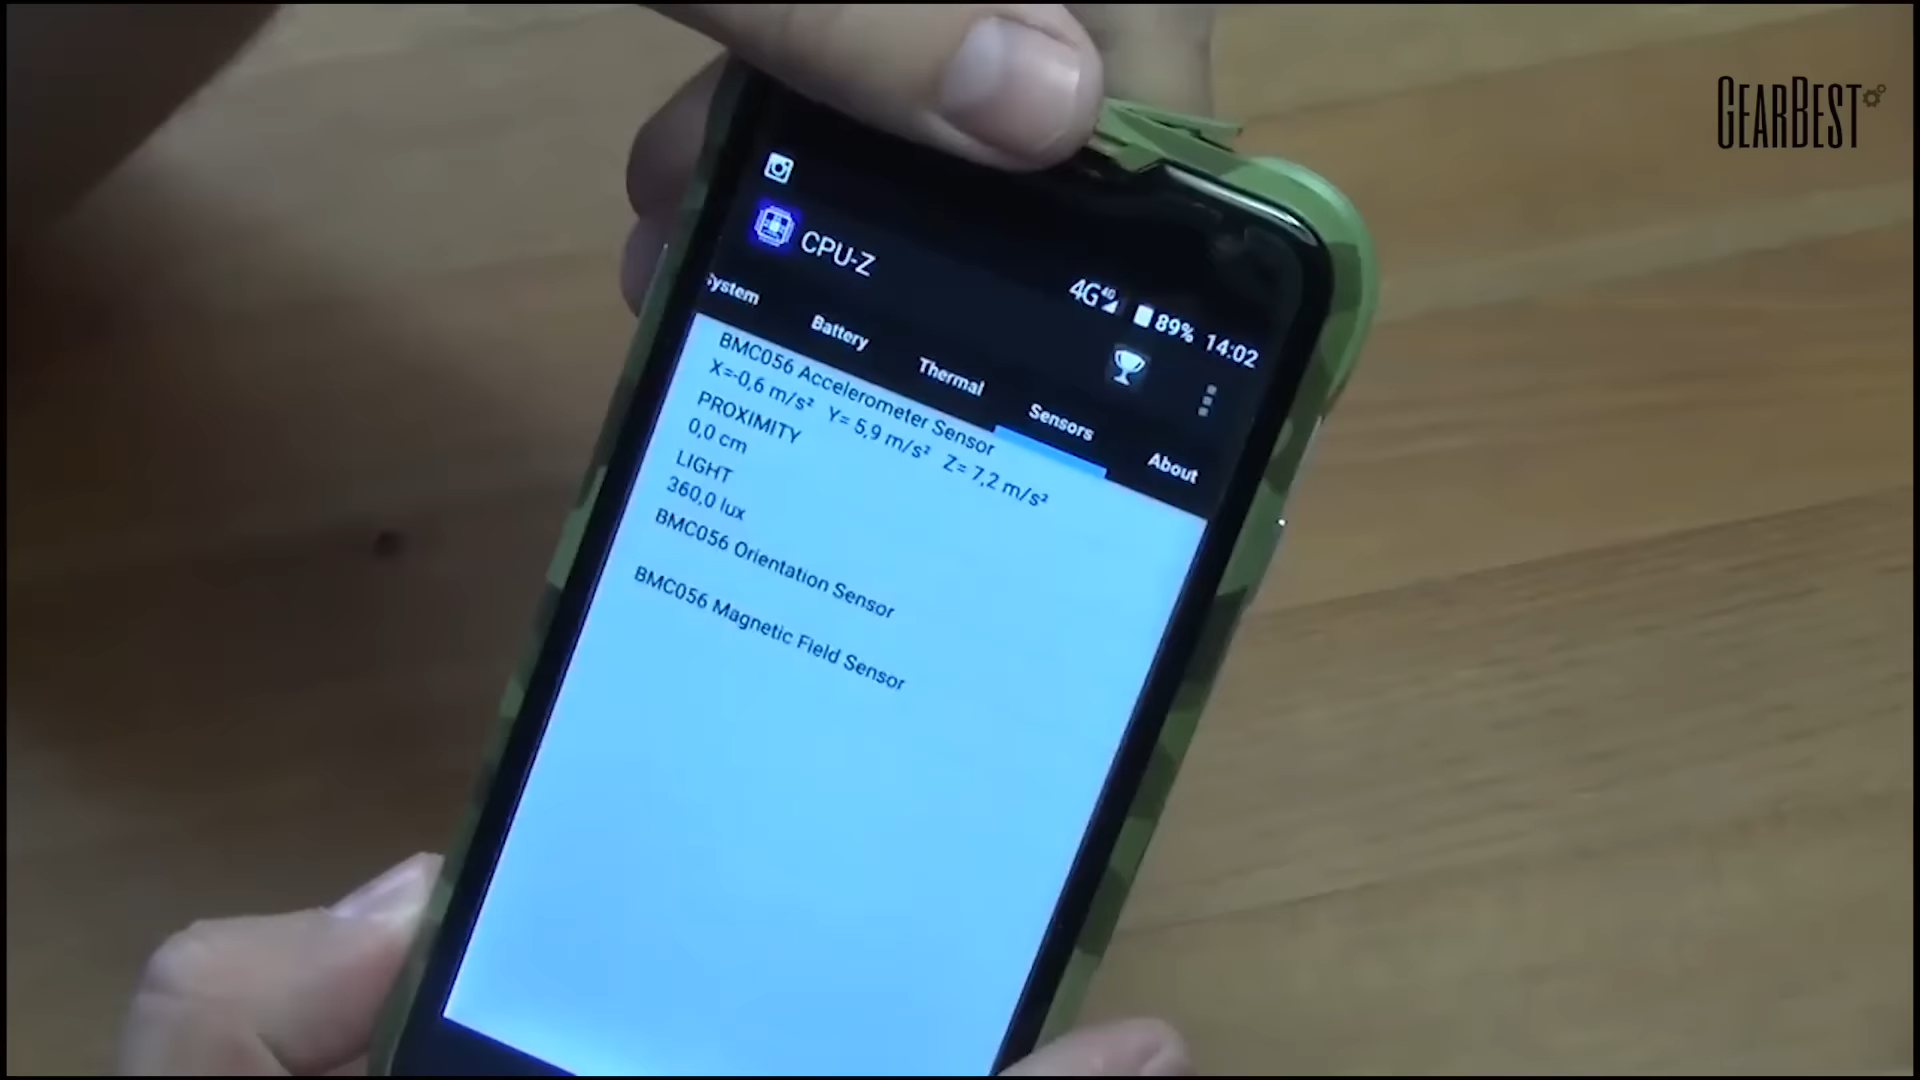 GEARBEST
CPU-Z
4G 4G 89% 14:02
System Battery Thermal Sensors About
BMC056 Accelerometer Sensor
X=-0,6 m/s² Y= 5,9 m/s² Z= 7,2 m/s²
PROXIMITY
0,0 cm
LIGHT
360,0 lux
BMC056 Orientation Sensor
BMC056 Magnetic Field Sensor